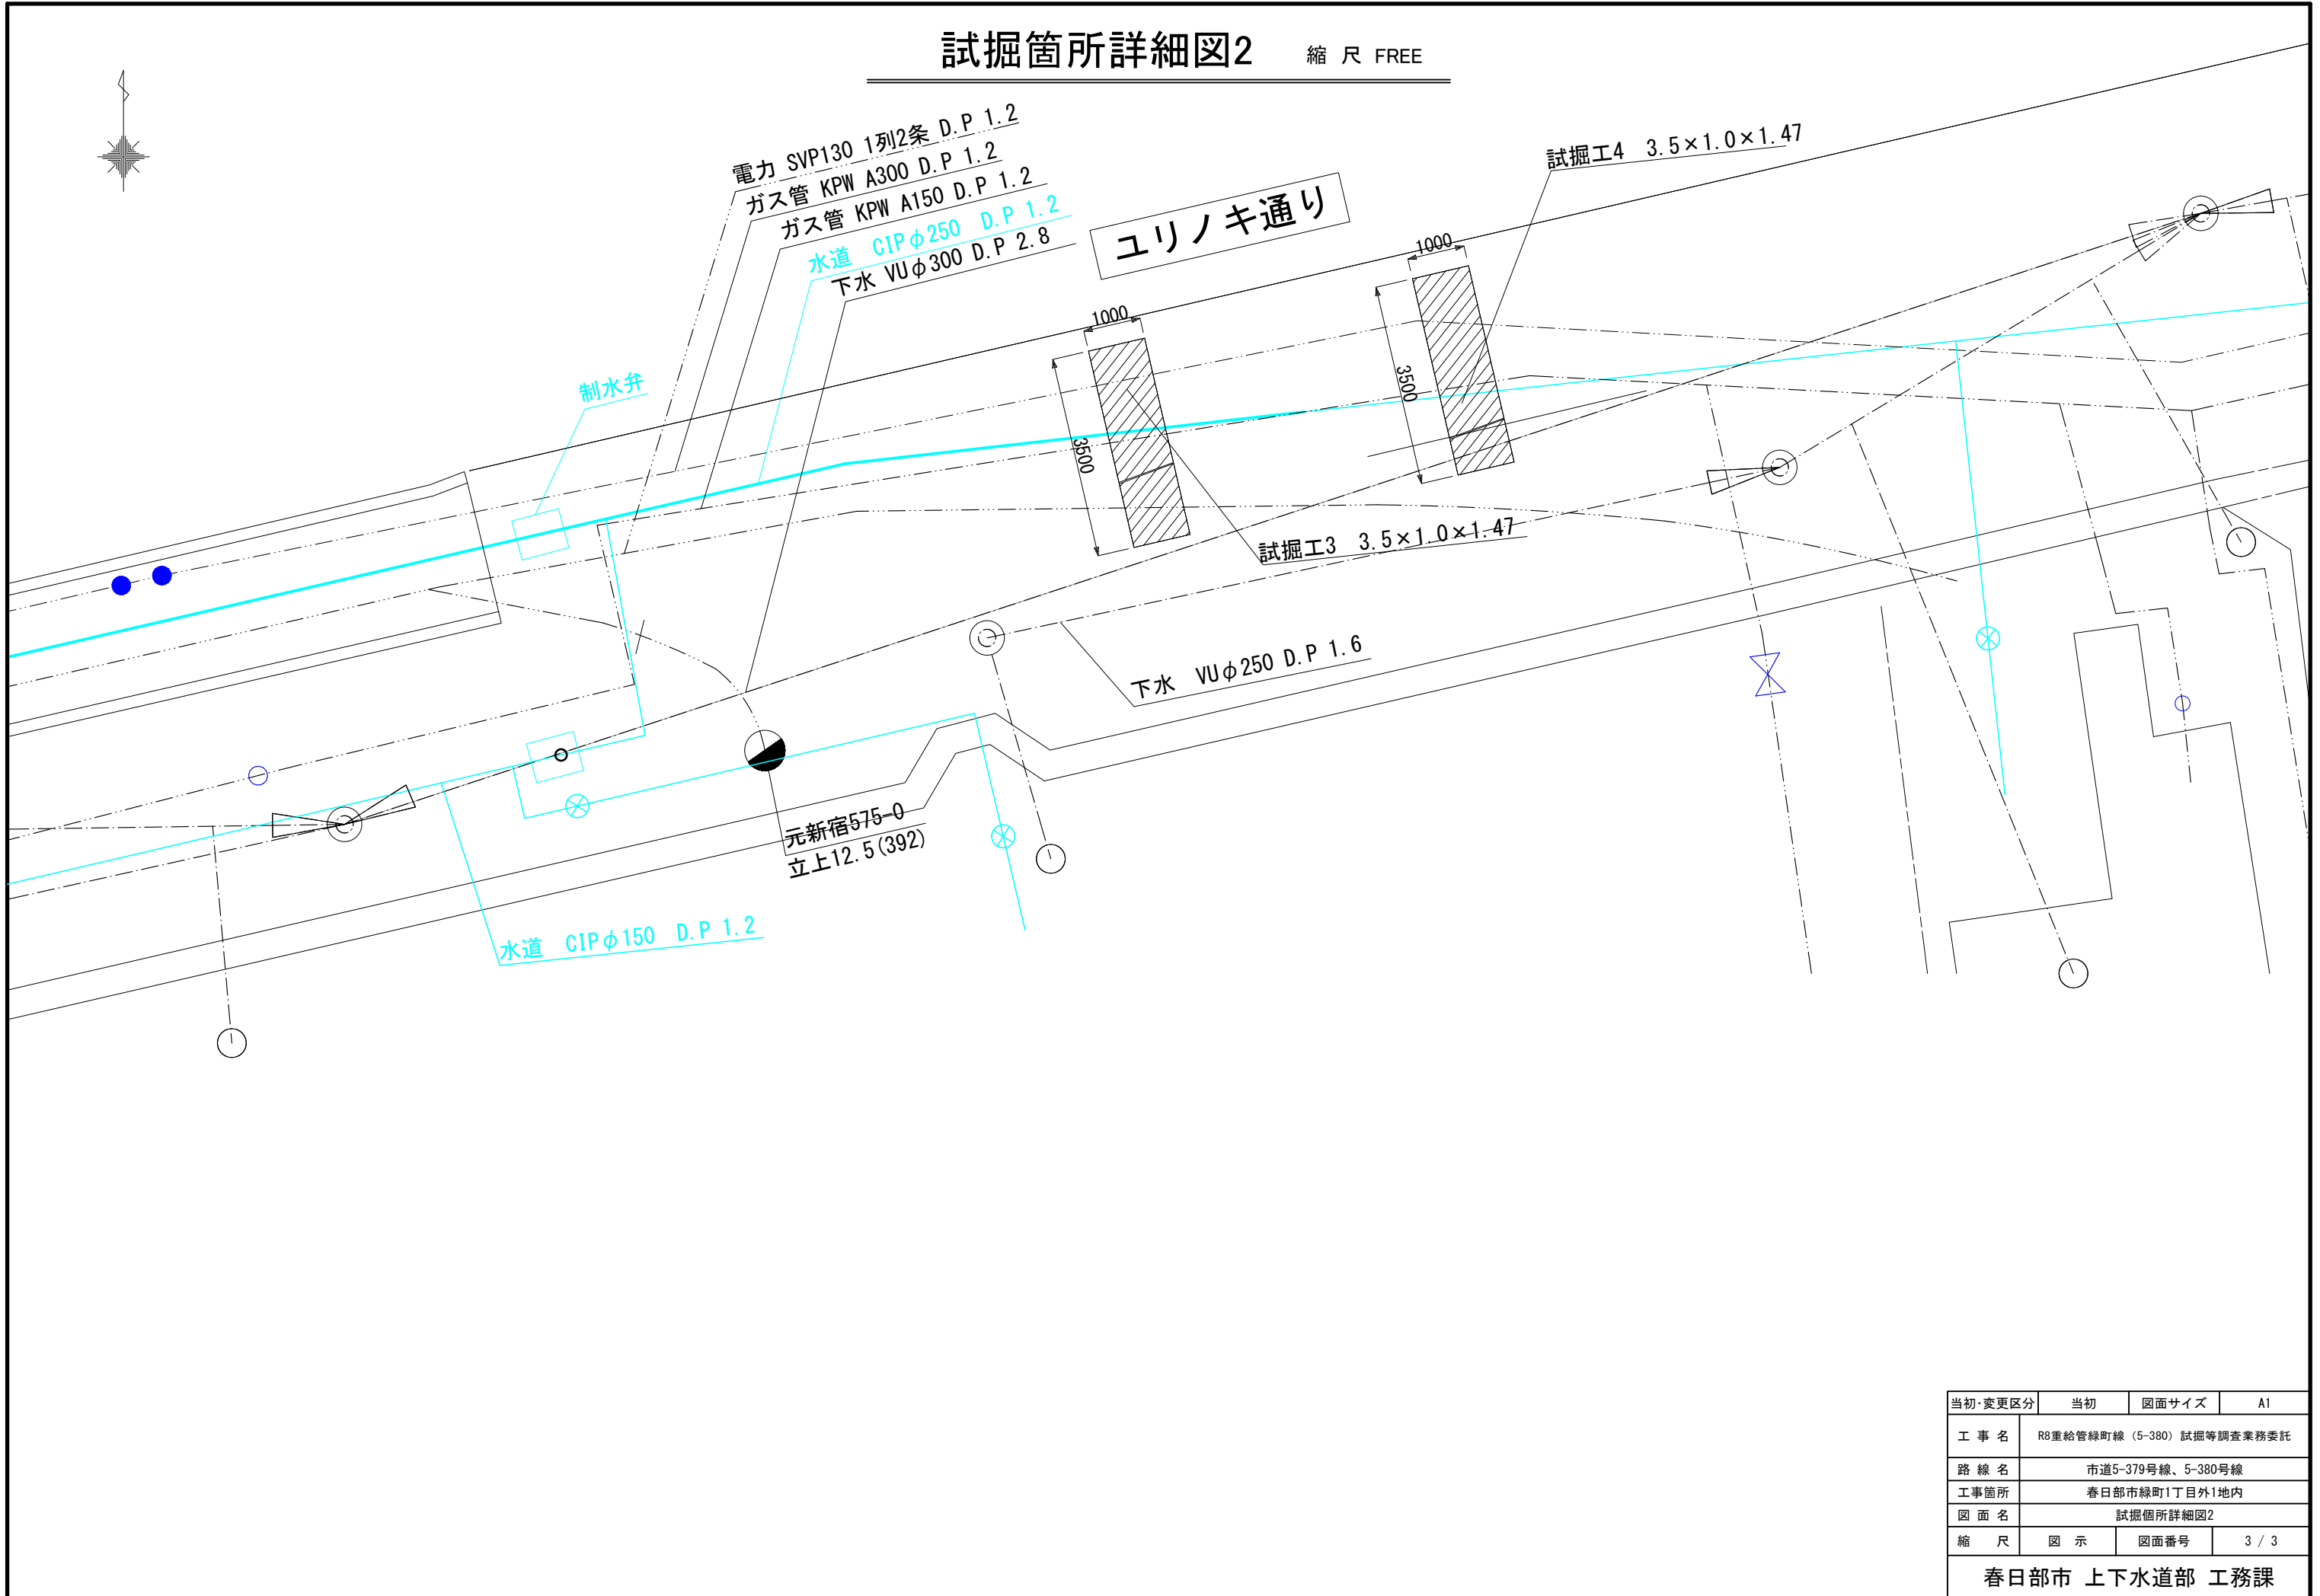 試掘箇所詳細図2 縮 尺 FREE
電力 SVP130 1列2条 D.P 1.2
ガス管 KPW A300 D.P 1.2
ガス管 KPW A150 D.P 1.2
水道 CIPφ250 D.P 1.2
下水 VUφ300 D.P 2.8
ユリノキ通り
試掘工4 3.5×1.0×1.47
1000
3500
1000
3500
制水弁
試掘工3 3.5×1.0×1.47
下水 VUφ250 D.P 1.6
元新宿575-0
立上12.5(392)
水道 CIPφ150 D.P 1.2
当初・変更区分 当初 図面サイズ A1
工 事 名 R8重給管緑町線（5-380）試掘等調査業務委託
路 線 名 市道5-379号線、5-380号線
工事箇所 春日部市緑町1丁目外1地内
図 面 名 試掘個所詳細図2
縮 尺 図 示 図面番号 3 / 3
春日部市 上下水道部 工務課